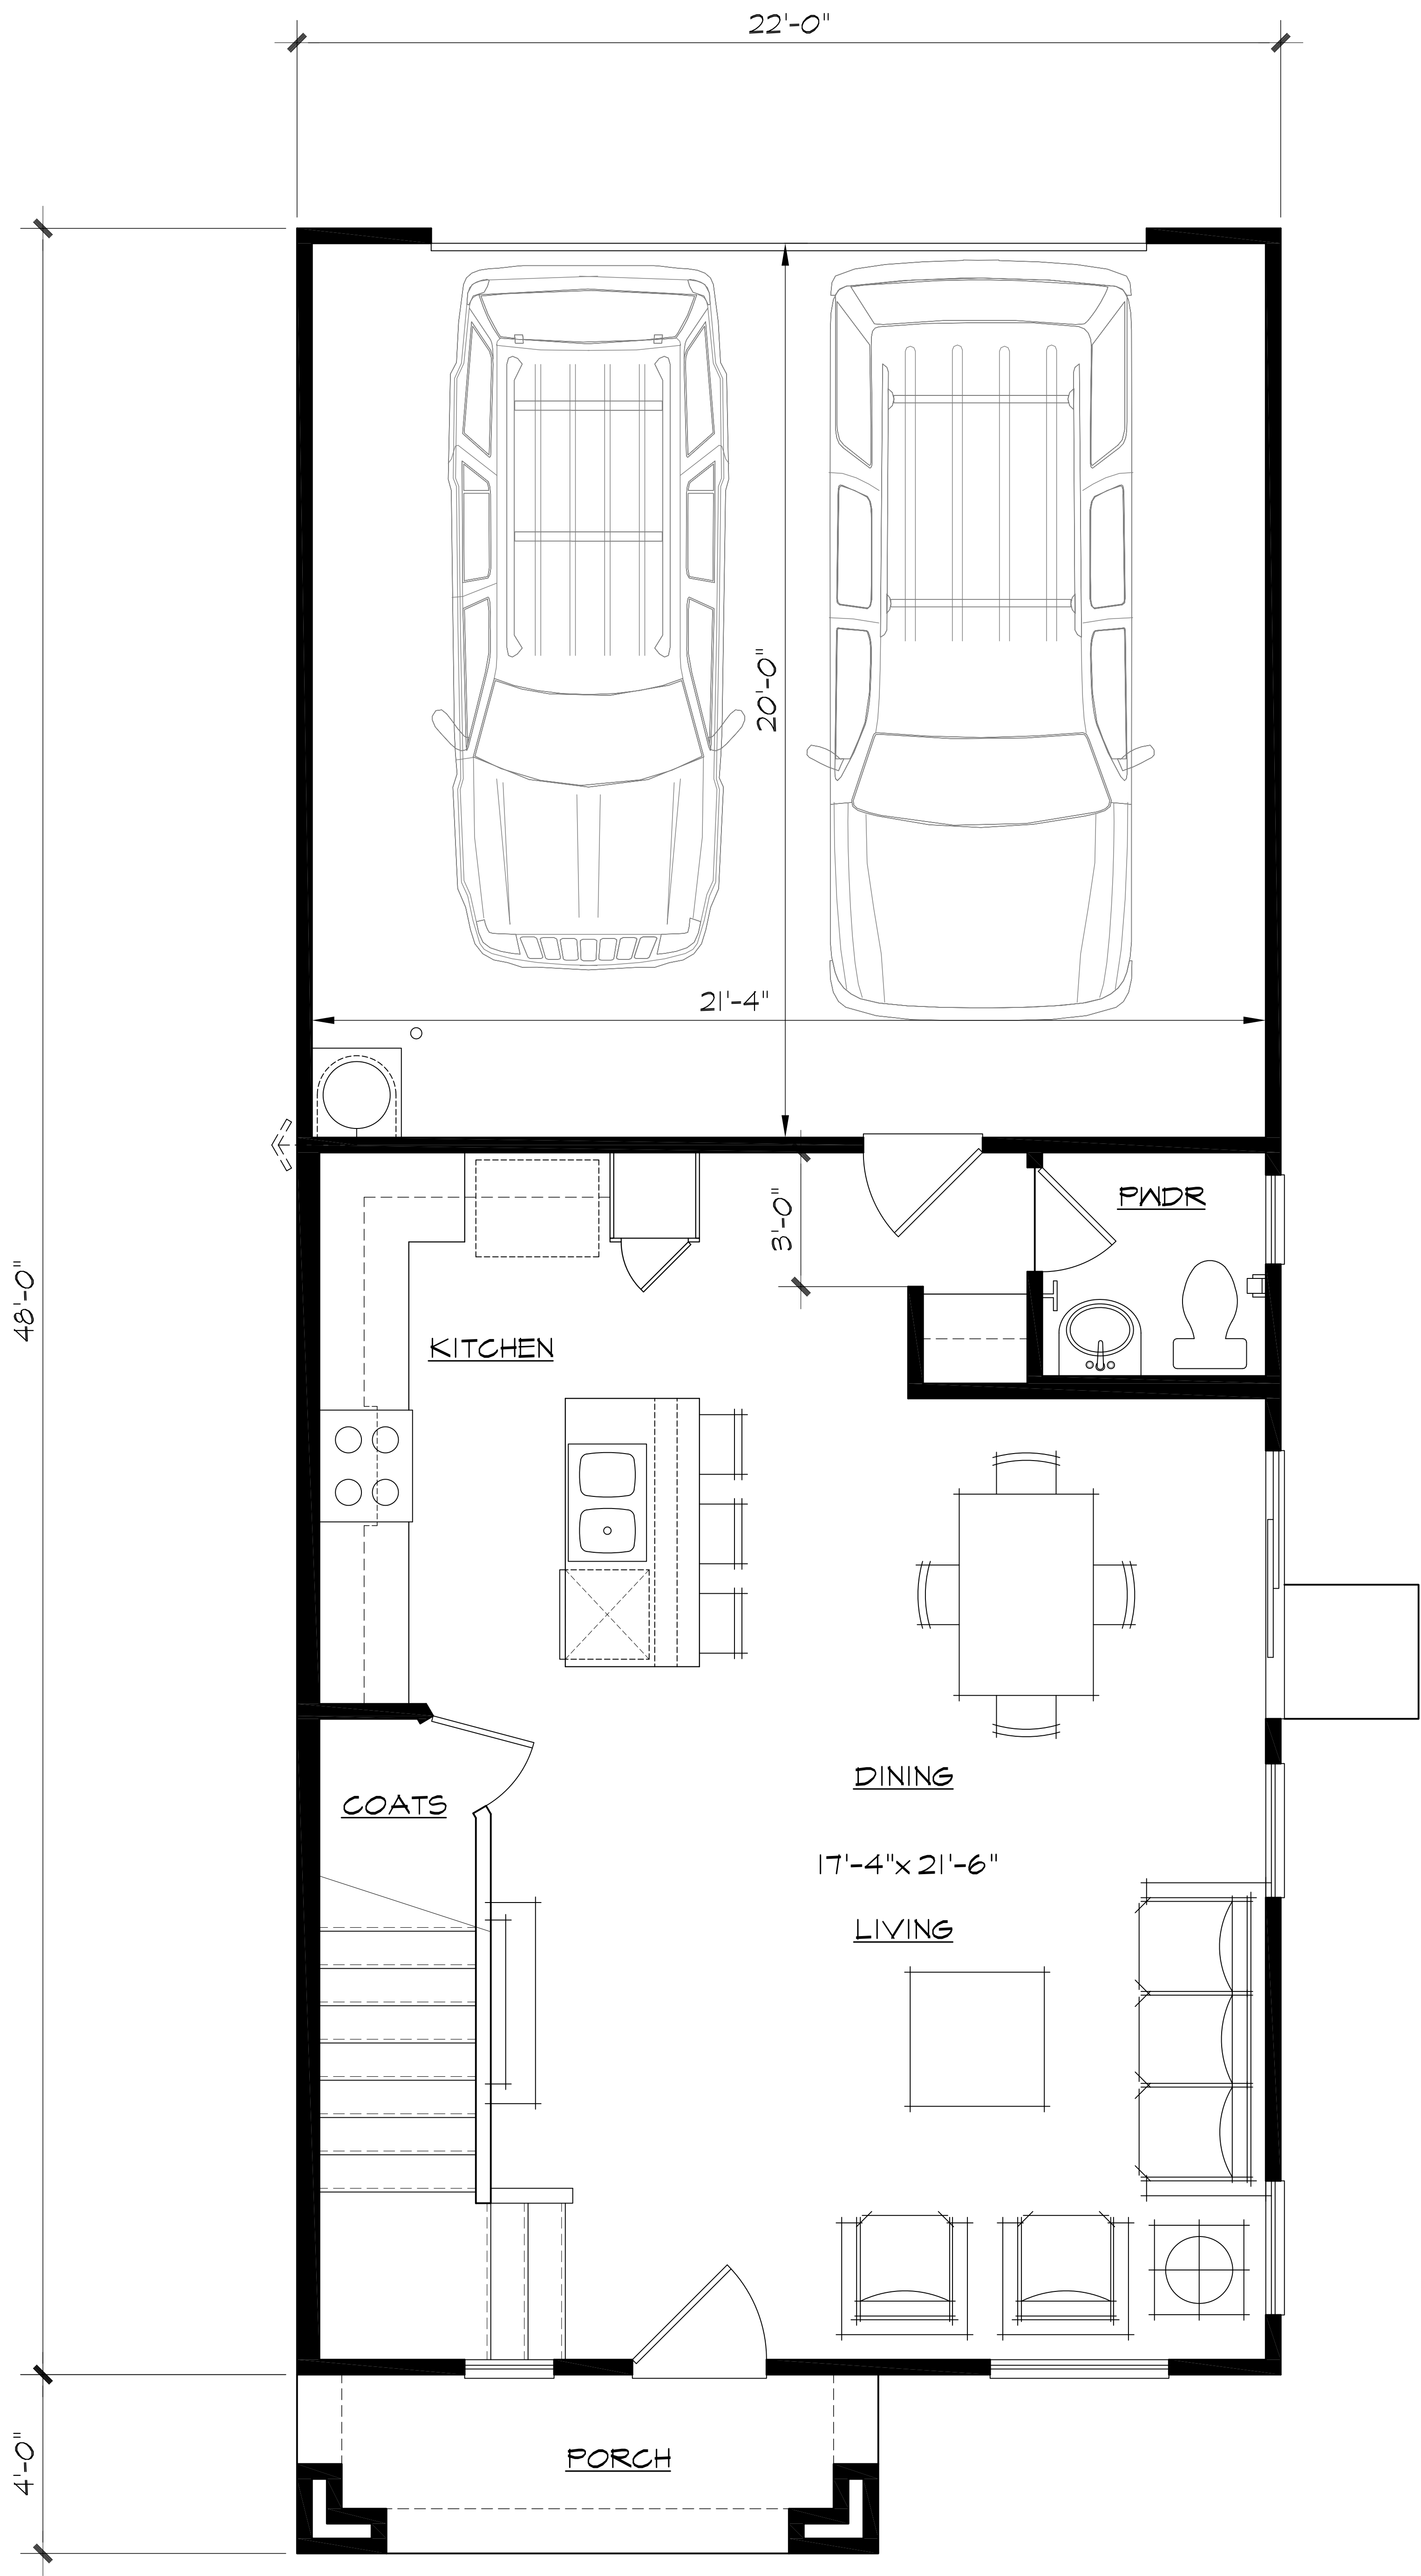 22'-0"
20'-0"
21'-4"
PWDR
3'-0"
48'-0"
KITCHEN
DINING
COATS
17'-4"x 21'-6"
LIVING
PORCH
4'-0"